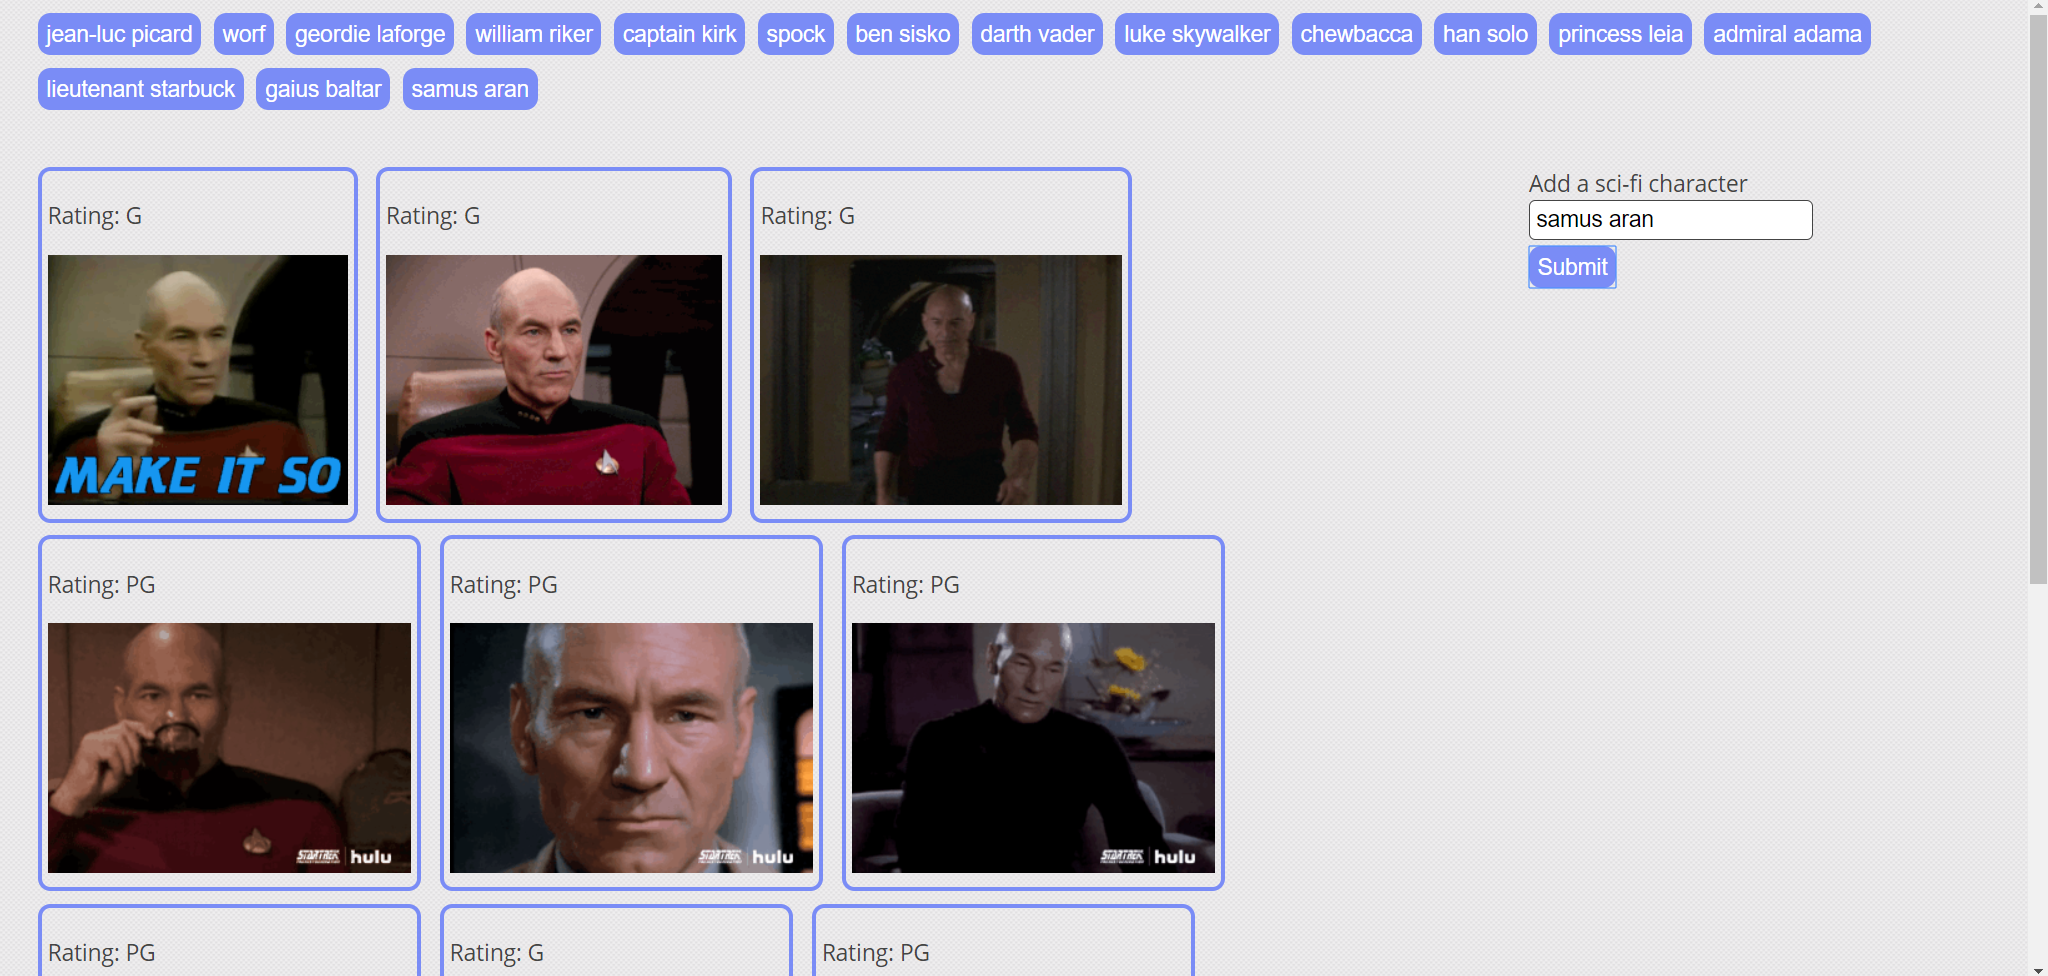 jean-luc picard worf geordie laforge william riker captain kirk spock ben sisko darth vader luke skywalker chewbacca han solo princess leia admiral adama
lieutenant starbuck gaius baltar samus aran
Add a sci-fi character
samus aran
Submit
Rating: G Rating: G Rating: G
MAKE IT SO
Rating: PG Rating: PG Rating: PG
STAR TREK hulu STAR TREK hulu STAR TREK hulu
Rating: PG Rating: G Rating: PG